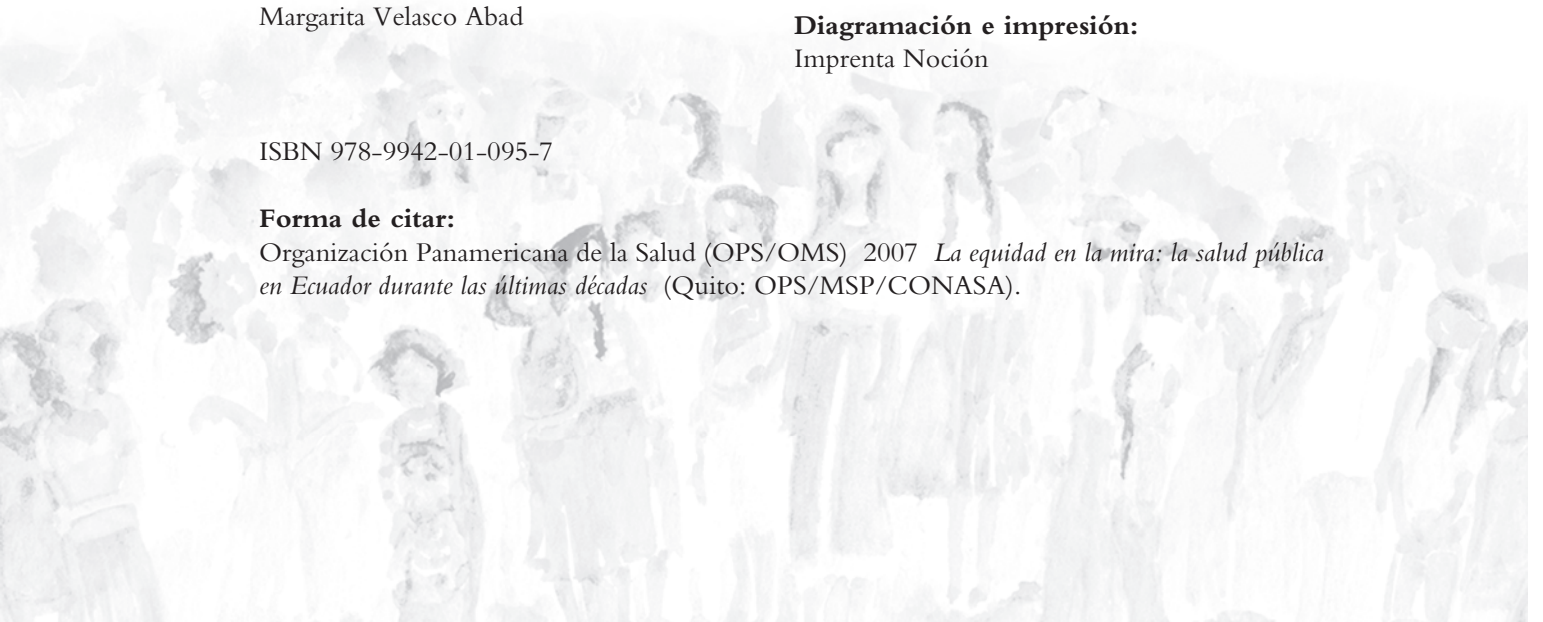 Margarita Velasco Abad
Diagramación e impresión:
Imprenta Noción
ISBN 978-9942-01-095-7
Forma de citar:
Organización Panamericana de la Salud (OPS/OMS) 2007 La equidad en la mira: la salud pública
en Ecuador durante las últimas décadas (Quito: OPS/MSP/CONASA).